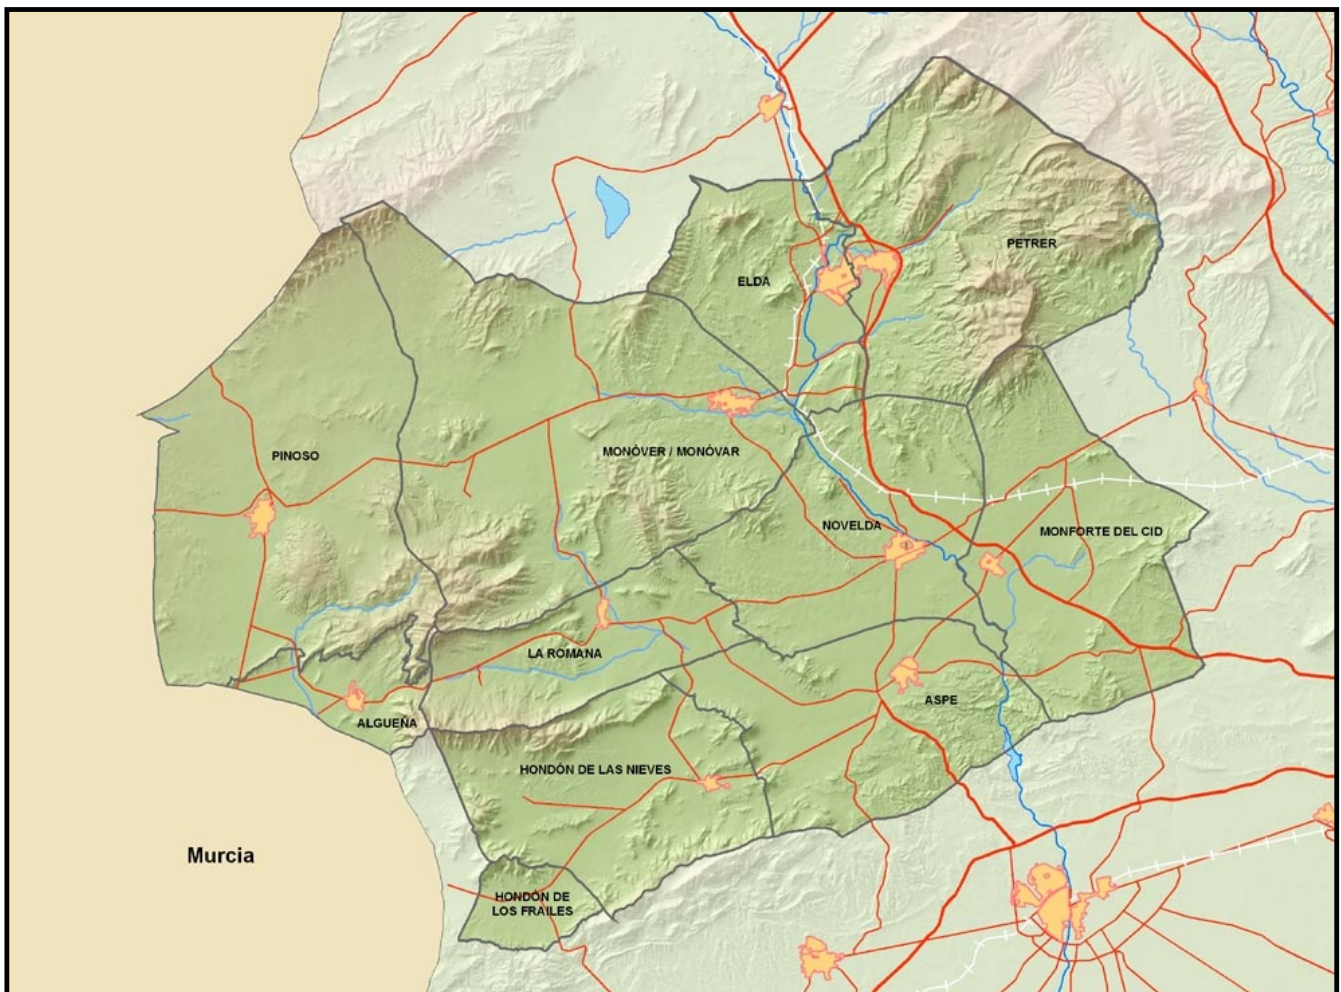 PETRER
ELDA
PINOSO
MONÒVER / MONÓVAR
NOVELDA
MONFORTE DEL CID
LA ROMANA
ASPE
ALGUEÑA
HONDÓN DE LAS NIEVES
Murcia
HONDÓN DE
LOS FRAILES